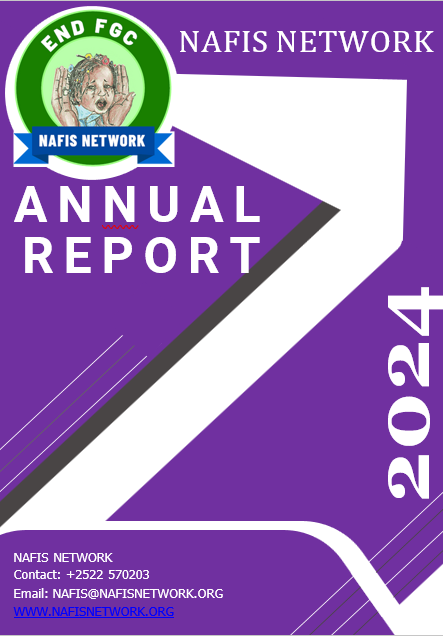 END FGC
NAFIS NETWORK
NAFIS NETWORK
ANNUAL
REPORT
2024
NAFIS NETWORK
Contact: +2522 570203
Email: NAFIS@NAFISNETWORK.ORG
WWW.NAFISNETWORK.ORG